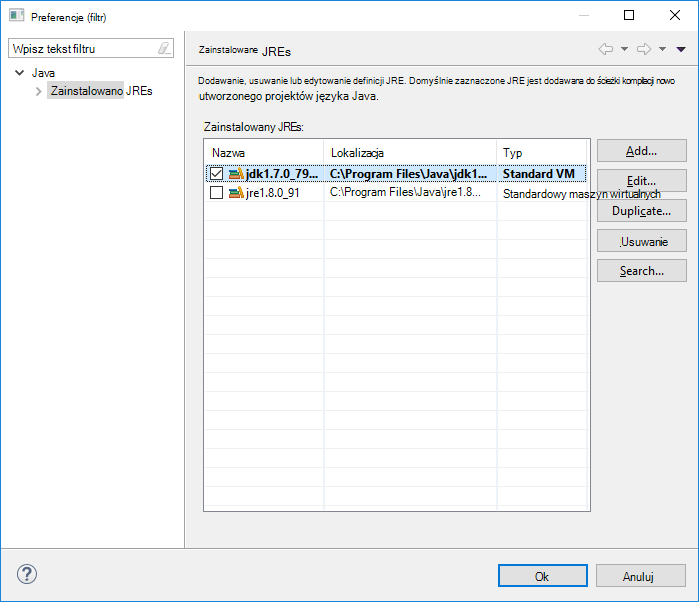 Preferencje (filtr)
Wpisz tekst filtru
Java
Zainstalowano JREs
Zainstalowane JREs
Dodawanie, usuwanie lub edytowanie definicji JRE. Domyślnie zaznaczone JRE jest dodawana do ścieżki kompilacji nowo
utworzonego projektów języka Java.
Zainstalowany JREs:
Nazwa Lokalizacja Typ
jdk1.7.0_79... C:\Program Files\Java\jdk1... Standard VM
jre1.8.0_91 C:\Program Files\Java\jre1.8... Standardowy maszyn wirtualnych
Add...
Edit...
Duplicate...
Usuwanie
Search...
?
Ok Anuluj